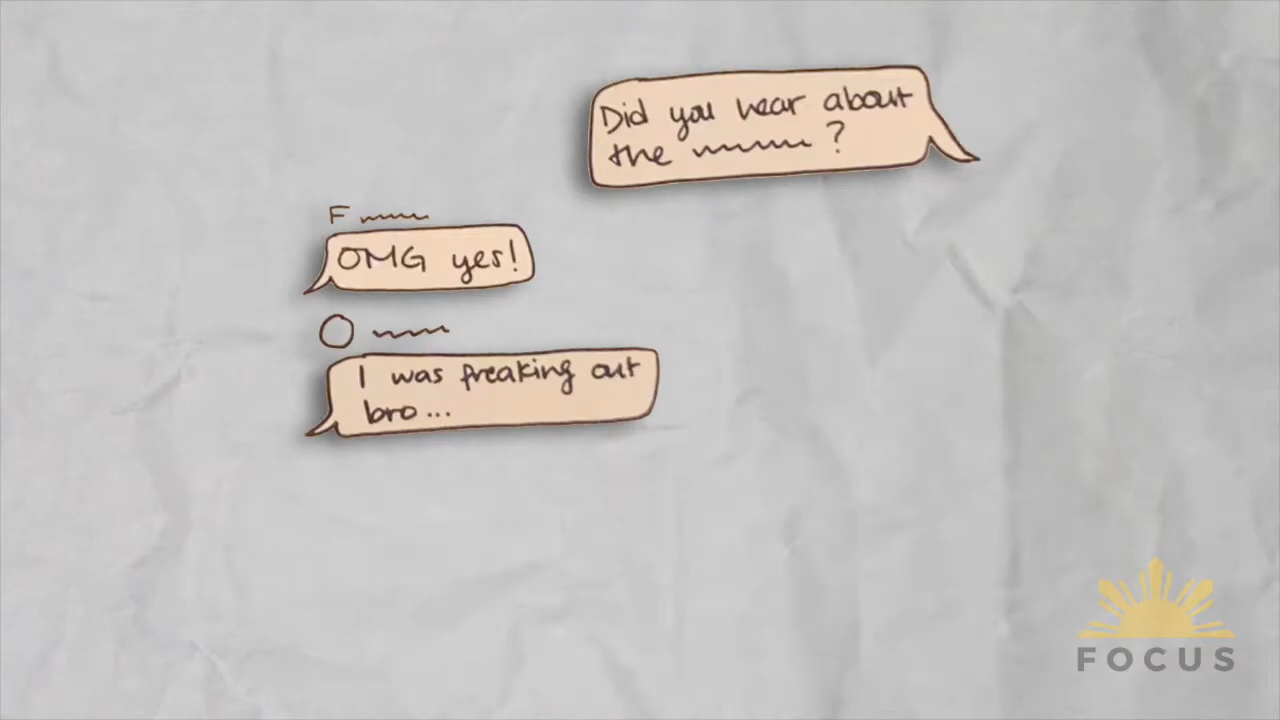 Did you hear about
the ?
F
OMG yes!
O
I was freaking out
bro...
FOCUS